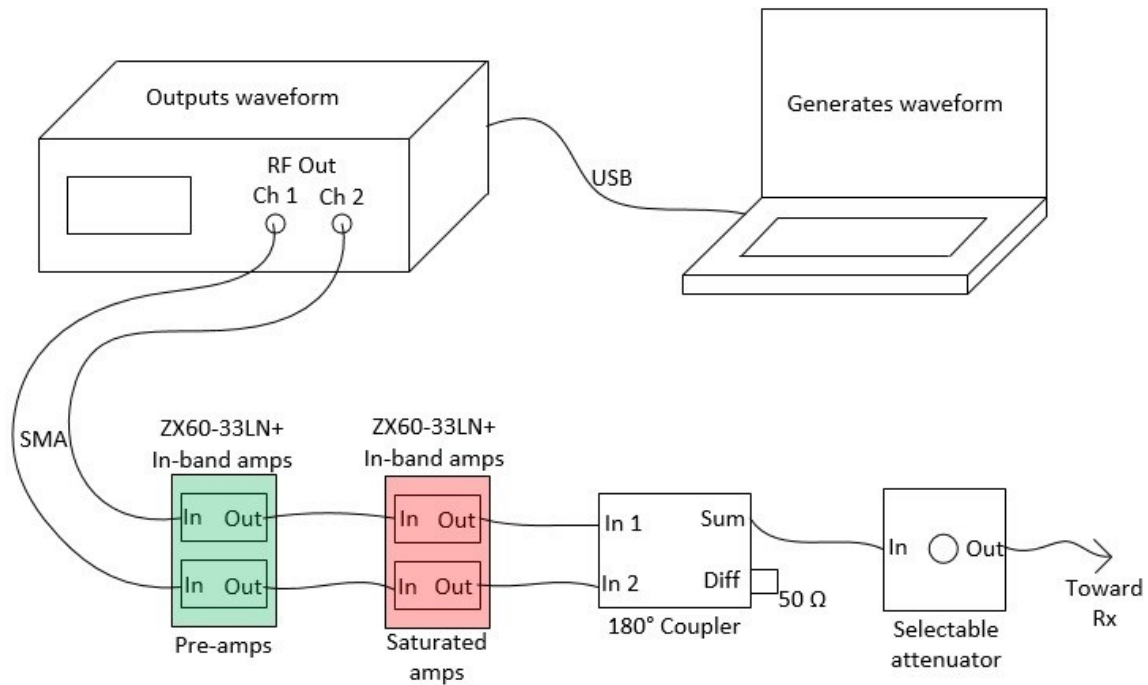 Outputs waveform
Generates waveform
RF Out
Ch 1
Ch 2
USB
SMA
ZX60-33LN+
In-band amps
ZX60-33LN+
In-band amps
In Out
In Out
In Out
In Out
Pre-amps
Saturated
amps
In 1
Sum
In 2
Diff
50 Ω
180° Coupler
In
Out
Selectable
attenuator
Toward
Rx